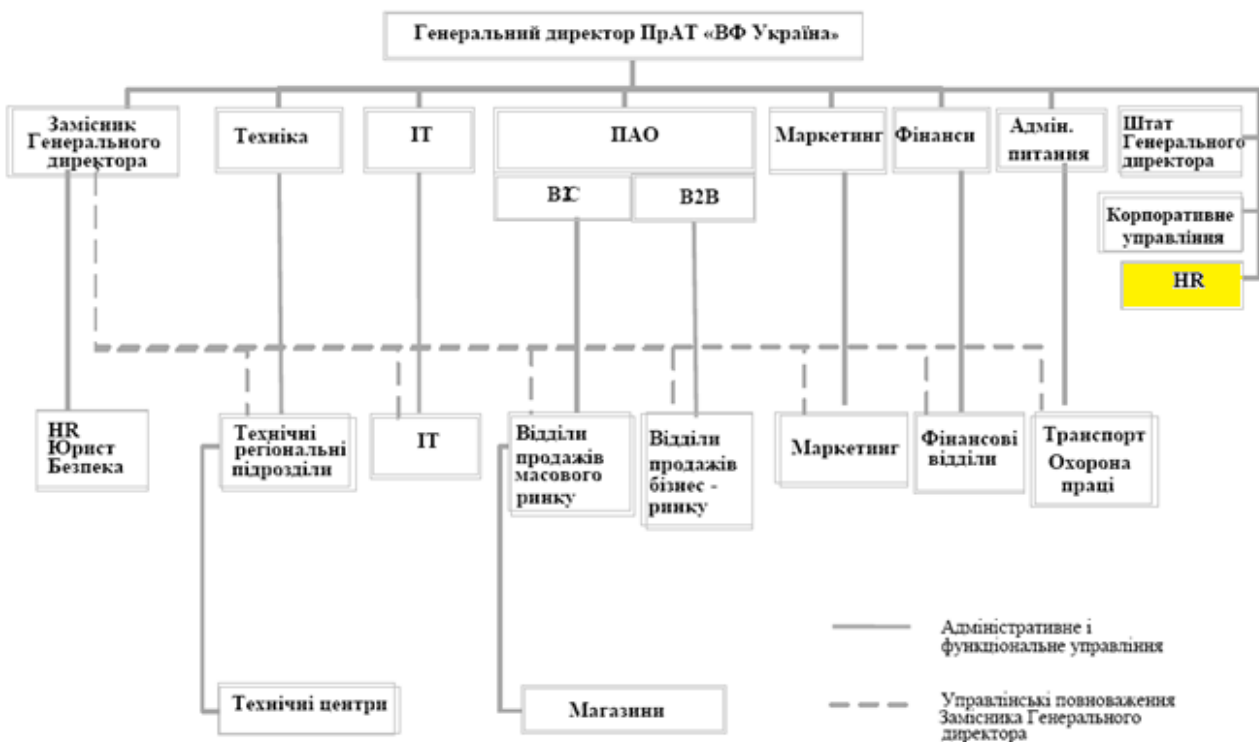 Генеральний директор ПрАТ «ВФ Україна»
Замісник
Генерального
директора
Техніка
ІТ
ПАО
Маркетинг
Фінанси
Адмін.
питання
Штат
Генерального
директора
B2B
Корпоративне
управління
HR
HR
Юрист
Безпека
Технічні
регіональні
підрозділи
ІТ
Відділи
продажів
масового
ринку
Відділи
продажів
бізнес -
ринку
Маркетинг
Фінансові
відділи
Транспорт
Охорона
праці
Адміністративне і
функціональне управління
Технічні центри
Магазини
Управлінські повноваження
Замісника Генерального
директора